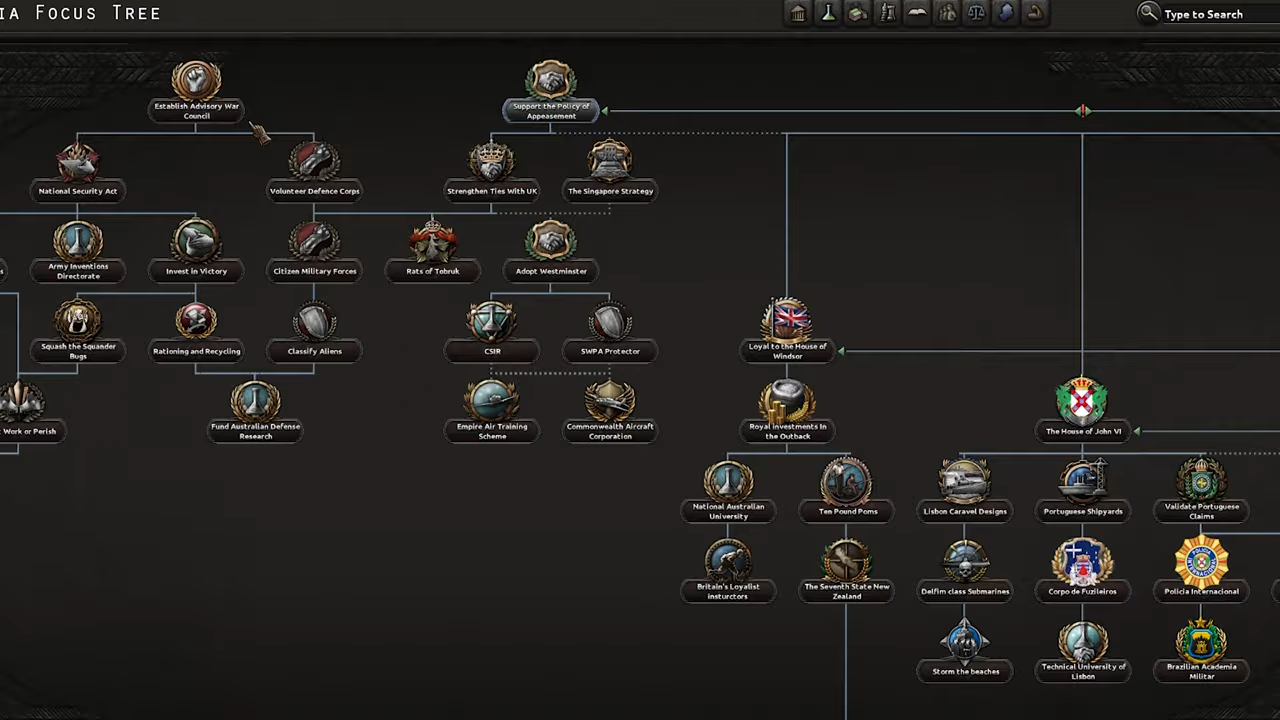 IA FOCUS TREE
Type to Search
Establish Advisory War
Council
Support the Policy of
Appeasement
National Security Act
Volunteer Defence Corps
Strengthen Ties With UK
The Singapore Strategy
s
Army Inventions
Directorate
Invest in Victory
Citizen Military Forces
Rats of Tobruk
Adopt Westminster
Squash the Squander
Bugs
Rationing and Recycling
Classify Aliens
CSIR
SWPA Protector
Loyal to the House of
Windsor
Work or Perish
Fund Australian Defense
Research
Empire Air Training
Scheme
Commonwealth Aircraft
Corporation
Royal Investments In
the Outback
The House of John VI
National Australian
University
Ten Pound Poms
Lisbon Caravel Designs
Portuguese Shipyards
Validate Portuguese
Claims
Britain's Loyalist
insturctors
The Seventh State New
Zealand
Delfim class Submarines
Corpo de Fuzileiros
Policia Internacional
Storm the beaches
Technical University of
Lisbon
Brazilian Academia
Militar